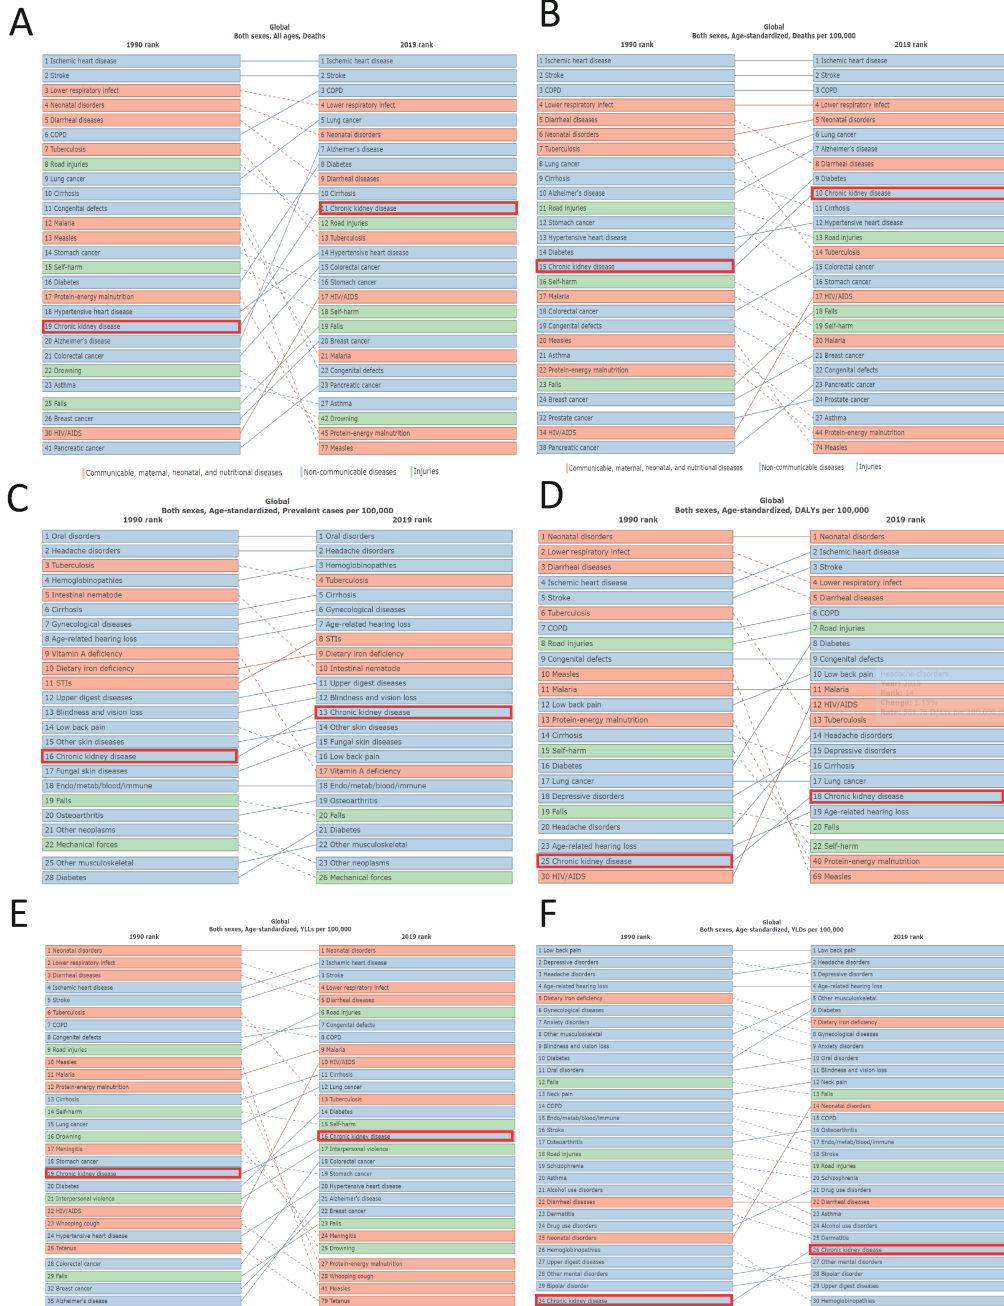 A
Global
Both sexes, All ages, Deaths
1990 rank
2019 rank
1 Ischemic heart disease
2 Stroke
3 Lower respiratory infect
4 Neonatal disorders
5 Diarrheal diseases
6 COPD
7 Tuberculosis
8 Road injuries
9 Lung cancer
10 Cirrhosis
11 Congenital defects
12 Malaria
13 Measles
14 Stomach cancer
15 Self-harm
16 Diabetes
17 Protein-energy malnutrition
18 Hypertensive heart disease
19 Chronic kidney disease
20 Alzheimer's disease
21 Colorectal cancer
22 Drowning
23 Asthma
25 Falls
26 Breast cancer
30 HIV/AIDS
41 Pancreatic cancer
1 Ischemic heart disease
2 Stroke
3 COPD
4 Lower respiratory infect
5 Lung cancer
6 Neonatal disorders
7 Alzheimer's disease
8 Diabetes
9 Diarrheal diseases
10 Cirrhosis
11 Chronic kidney disease
12 Road injuries
13 Tuberculosis
14 Hypertensive heart disease
15 Colorectal cancer
16 Stomach cancer
17 HIV/AIDS
18 Self-harm
19 Falls
20 Breast cancer
21 Malaria
22 Congenital defects
23 Pancreatic cancer
27 Asthma
42 Drowning
45 Protein-energy malnutrition
77 Measles
Communicable, maternal, neonatal, and nutritional diseases
Non-communicable diseases
Injuries
B
Global
Both sexes, Age-standardized, Deaths per 100,000
1990 rank
2019 rank
1 Ischemic heart disease
2 Stroke
3 COPD
4 Lower respiratory infect
5 Diarrheal diseases
6 Neonatal disorders
7 Tuberculosis
8 Lung cancer
9 Cirrhosis
10 Alzheimer's disease
11 Road injuries
12 Stomach cancer
13 Hypertensive heart disease
14 Diabetes
15 Chronic kidney disease
16 Self-harm
17 Malaria
18 Colorectal cancer
19 Congenital defects
20 Measles
21 Asthma
22 Protein-energy malnutrition
23 Falls
24 Breast cancer
32 Prostate cancer
34 HIV/AIDS
38 Pancreatic cancer
1 Ischemic heart disease
2 Stroke
3 COPD
4 Lower respiratory infect
5 Neonatal disorders
6 Lung cancer
7 Alzheimer's disease
8 Diarrheal diseases
9 Diabetes
10 Chronic kidney disease
11 Cirrhosis
12 Hypertensive heart disease
13 Road injuries
14 Tuberculosis
15 Colorectal cancer
16 Stomach cancer
17 HIV/AIDS
18 Falls
19 Self-harm
20 Malaria
21 Breast cancer
22 Congenital defects
23 Pancreatic cancer
24 Prostate cancer
27 Asthma
44 Protein-energy malnutrition
74 Measles
Communicable, maternal, neonatal, and nutritional diseases
Non-communicable diseases
Injuries
C
Global
Both sexes, Age-standardized, Prevalent cases per 100,000
1990 rank
2019 rank
1 Oral disorders
2 Headache disorders
3 Tuberculosis
4 Hemoglobinopathies
5 Intestinal nematode
6 Cirrhosis
7 Gynecological diseases
8 Age-related hearing loss
9 Vitamin A deficiency
10 Dietary iron deficiency
11 STIs
12 Upper digest diseases
13 Blindness and vision loss
14 Low back pain
15 Other skin diseases
16 Chronic kidney disease
17 Fungal skin diseases
18 Endo/metab/blood/immune
19 Falls
20 Osteoarthritis
21 Other neoplasms
22 Mechanical forces
25 Other musculoskeletal
28 Diabetes
1 Oral disorders
2 Headache disorders
3 Hemoglobinopathies
4 Tuberculosis
5 Cirrhosis
6 Gynecological diseases
7 Age-related hearing loss
8 STIs
9 Dietary iron deficiency
10 Intestinal nematode
11 Upper digest diseases
12 Blindness and vision loss
13 Chronic kidney disease
14 Other skin diseases
15 Fungal skin diseases
16 Low back pain
17 Vitamin A deficiency
18 Endo/metab/blood/immune
19 Osteoarthritis
20 Falls
21 Diabetes
22 Other musculoskeletal
23 Other neoplasms
26 Mechanical forces
D
Global
Both sexes, Age-standardized, DALYs per 100,000
1990 rank
2019 rank
1 Neonatal disorders
2 Lower respiratory infect
3 Diarrheal diseases
4 Ischemic heart disease
5 Stroke
6 Tuberculosis
7 COPD
8 Road injuries
9 Congenital defects
10 Measles
11 Malaria
12 Low back pain
13 Protein-energy malnutrition
14 Cirrhosis
15 Self-harm
16 Diabetes
17 Lung cancer
18 Depressive disorders
19 Falls
20 Headache disorders
23 Age-related hearing loss
25 Chronic kidney disease
30 HIV/AIDS
1 Neonatal disorders
2 Ischemic heart disease
3 Stroke
4 Lower respiratory infect
5 Diarrheal diseases
6 COPD
7 Road injuries
8 Diabetes
9 Congenital defects
10 Low back pain
11 Malaria
12 HIV/AIDS
13 Tuberculosis
14 Headache disorders
15 Depressive disorders
16 Cirrhosis
17 Lung cancer
18 Chronic kidney disease
19 Age-related hearing loss
20 Falls
22 Self-harm
40 Protein-energy malnutrition
69 Measles
Headache disorders
E
Global
Both sexes, Age-standardized, YLLs per 100,000
1990 rank
2019 rank
1 Neonatal disorders
2 Lower respiratory infect
3 Diarrheal diseases
4 Ischemic heart disease
5 Stroke
6 Tuberculosis
7 COPD
8 Congenital defects
9 Road injuries
10 Measles
11 Malaria
12 Protein-energy malnutrition
13 Cirrhosis
14 Self-harm
15 Lung cancer
16 Drowning
17 Meningitis
18 Stomach cancer
19 Chronic kidney disease
20 Diabetes
21 Interpersonal violence
22 HIV/AIDS
23 Whooping cough
24 Hypertensive heart disease
25 Tetanus
28 Colorectal cancer
29 Falls
32 Breast cancer
35 Alzheimer's disease
1 Neonatal disorders
2 Ischemic heart disease
3 Stroke
4 Lower respiratory infect
5 Diarrheal diseases
6 Road injuries
7 Congenital defects
8 COPD
9 Malaria
10 HIV/AIDS
11 Cirrhosis
12 Lung cancer
13 Tuberculosis
14 Diabetes
15 Self-harm
16 Chronic kidney disease
17 Interpersonal violence
18 Colorectal cancer
19 Stomach cancer
20 Hypertensive heart disease
21 Alzheimer's disease
22 Breast cancer
23 Falls
24 Meningitis
25 Drowning
27 Protein-energy malnutrition
28 Whooping cough
41 Measles
79 Tetanus
F
Global
Both sexes, Age-standardized, YLDs per 100,000
1990 rank
2019 rank
1 Low back pain
2 Depressive disorders
3 Headache disorders
4 Age-related hearing loss
5 Dietary iron deficiency
6 Gynecological diseases
7 Anxiety disorders
8 Other musculoskeletal
9 Blindness and vision loss
10 Diabetes
11 Oral disorders
12 Falls
13 Neck pain
14 COPD
15 Endo/metab/blood/immune
16 Stroke
17 Osteoarthritis
18 Road injuries
19 Schizophrenia
20 Asthma
21 Alcohol use disorders
22 Diarrheal diseases
23 Dermatitis
24 Drug use disorders
25 Neonatal disorders
26 Hemoglobinopathies
27 Upper digest diseases
28 Other mental disorders
29 Bipolar disorder
34 Chronic kidney disease
1 Low back pain
2 Headache disorders
3 Depressive disorders
4 Age-related hearing loss
5 Other musculoskeletal
6 Diabetes
7 Dietary iron deficiency
8 Gynecological diseases
9 Anxiety disorders
10 Oral disorders
11 Blindness and vision loss
12 Neck pain
13 Falls
14 Neonatal disorders
15 COPD
16 Osteoarthritis
17 Endo/metab/blood/immune
18 Stroke
19 Road injuries
20 Schizophrenia
21 Drug use disorders
22 Diarrheal diseases
23 Asthma
24 Alcohol use disorders
25 Dermatitis
26 Chronic kidney disease
27 Other mental disorders
28 Bipolar disorder
29 Upper digest diseases
30 Hemoglobinopathies